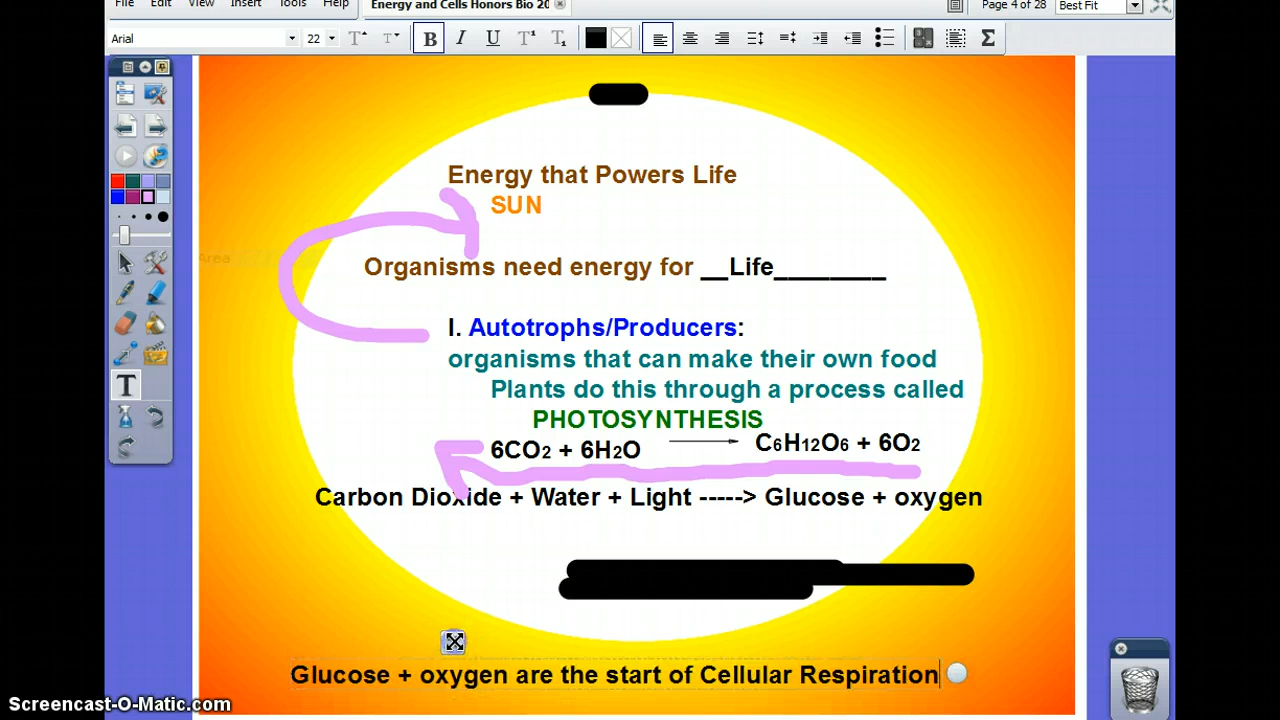 File Edit View Insert Tools Help Energy and Cells Honors Bio 20 Page 4 of 28 Best Fit
Arial 22
Energy that Powers Life
SUN
Area
Organisms need energy for __Life________
I. Autotrophs/Producers:
organisms that can make their own food
Plants do this through a process called
PHOTOSYNTHESIS
6CO2 + 6H2O → C6H12O6 + 6O2
Carbon Dioxide + Water + Light -----> Glucose + oxygen
Glucose + oxygen are the start of Cellular Respiration
Screencast-O-Matic.com